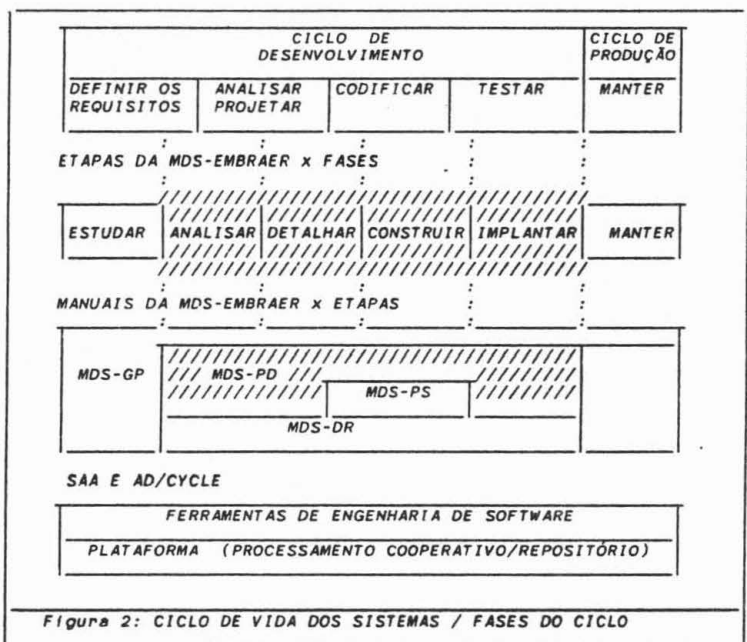 CICLO DE DESENVOLVIMENTO
CICLO DE PRODUÇÃO
DEFINIR OS REQUISITOS
ANALISAR PROJETAR
CODIFICAR
TESTAR
MANTER
ETAPAS DA MDS-EMBRAER x FASES
ESTUDAR ANALISAR DETALHAR CONSTRUIR IMPLANTAR MANTER
MANUAIS DA MDS-EMBRAER x ETAPAS
MDS-GP
MDS-PD
MDS-PS
MDS-DR
SAA E AD/CYCLE
FERRAMENTAS DE ENGENHARIA DE SOFTWARE
PLATAFORMA (PROCESSAMENTO COOPERATIVO/REPOSITÓRIO)
Figura 2: CICLO DE VIDA DOS SISTEMAS / FASES DO CICLO